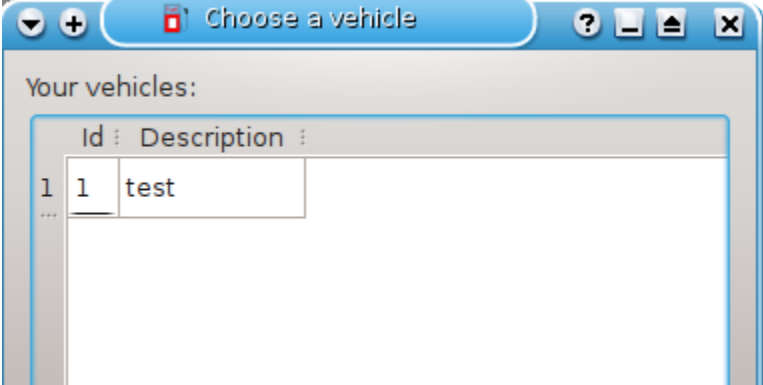 Choose a vehicle
Your vehicles:
Id Description
1 1 test